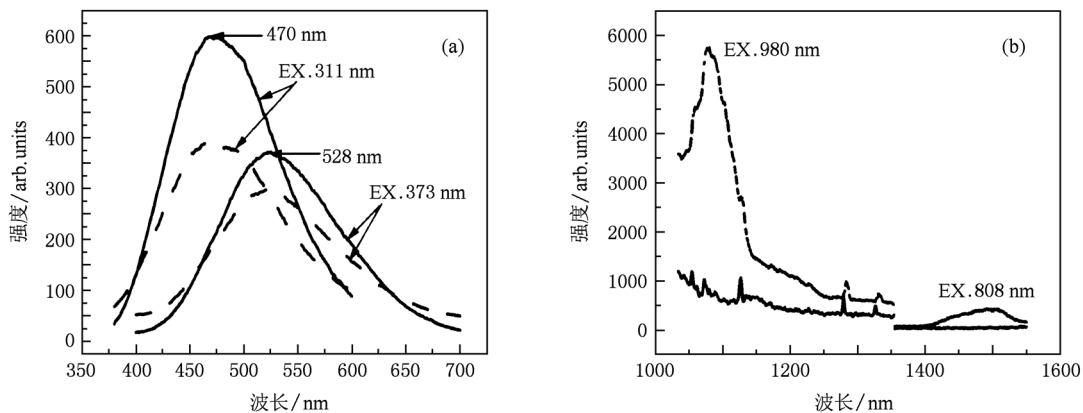 600
500
400
300
200
100
0
强度/arb.units
470 nm
(a)
EX.311 nm
528 nm
EX.373 nm
350 400 450 500 550 600 650 700
波长/nm
6000
5000
4000
3000
2000
1000
0
强度/arb.units
EX.980 nm
(b)
EX.808 nm
1000 1200 1400 1600
波长/nm